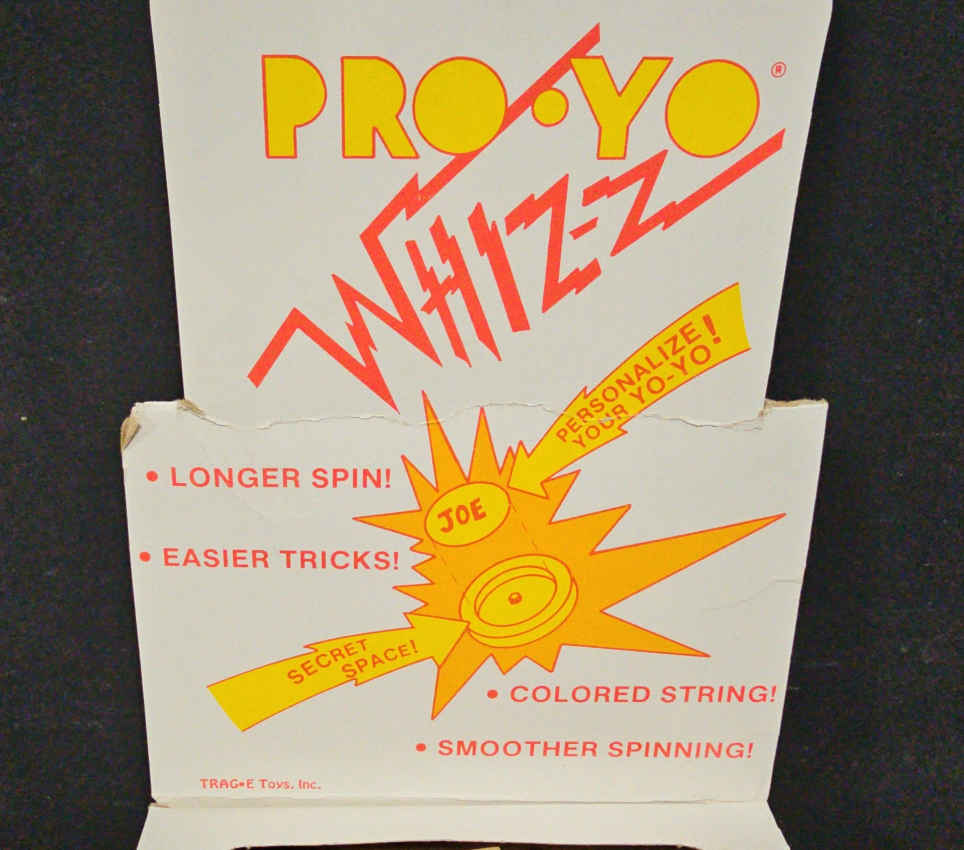 PRO•YO®
WHIZ-Z
PERSONALIZE
YOUR YO-YO!
• LONGER SPIN!
JOE
• EASIER TRICKS!
SECRET
SPACE!
• COLORED STRING!
• SMOOTHER SPINNING!
TRAG•E Toys, Inc.